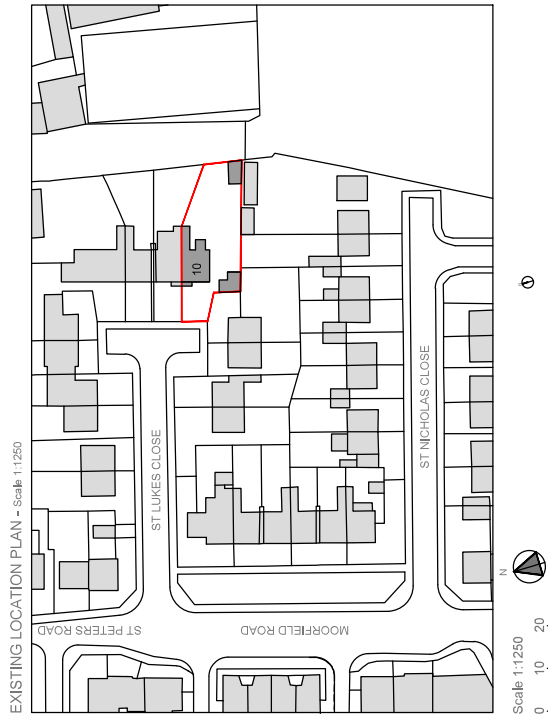 EXISTING LOCATION PLAN - Scale 1:1250
10
ST LUKES CLOSE
ST PETERS ROAD
MOORFIELD ROAD
ST NICHOLAS CLOSE
N
Scale 1:1250
0 10 20